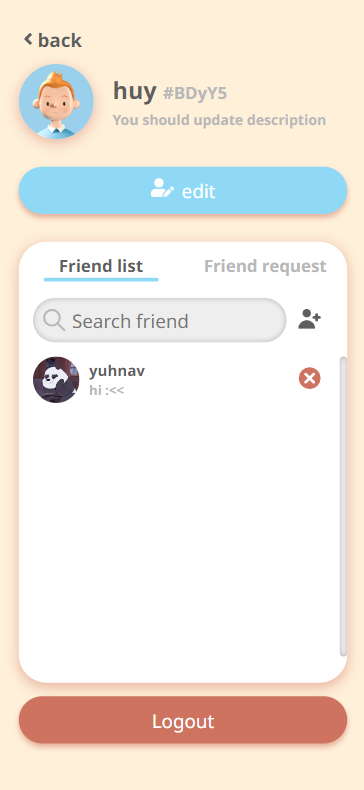 back
huy #BDyY5
You should update description
edit
Friend list Friend request
Search friend
yuhnav
hi :<<
Logout